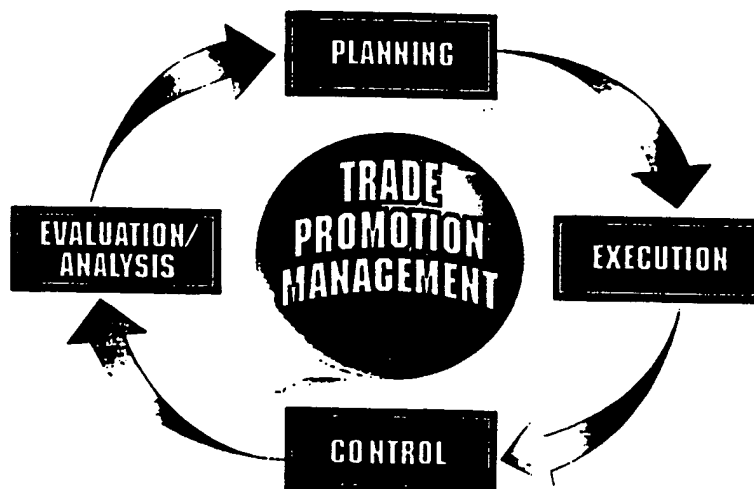 PLANNING
TRADE
PROMOTION
MANAGEMENT
EVALUATION/
ANALYSIS
EXECUTION
CONTROL